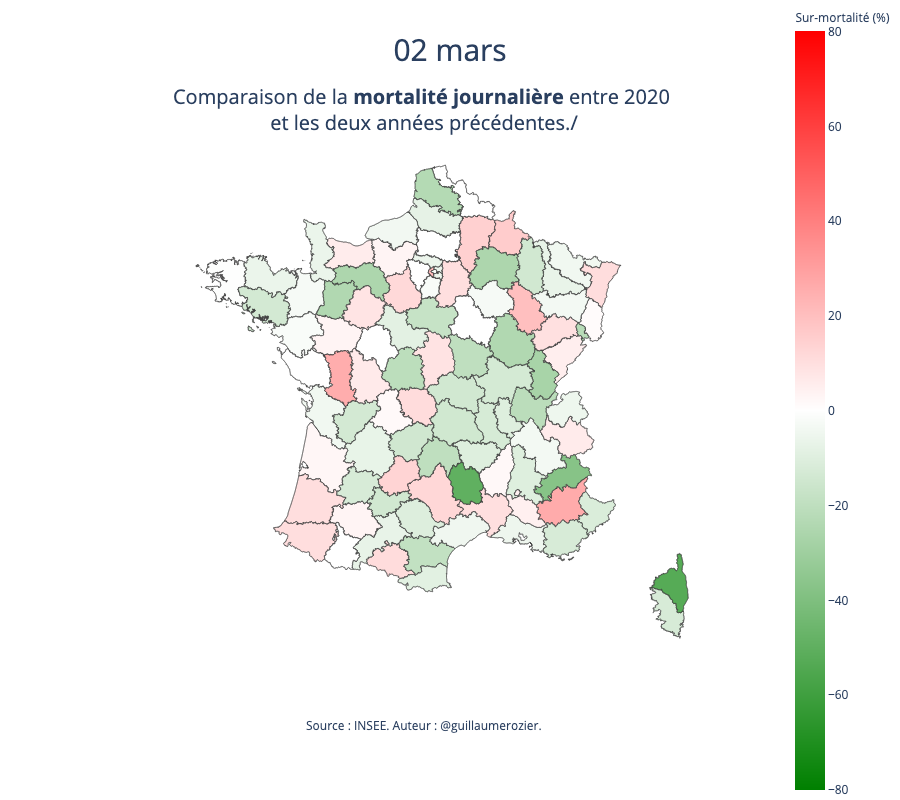 Sur-mortalité (%)
02 mars
Comparaison de la mortalité journalière entre 2020
et les deux années précédentes./
80
60
40
20
0
−20
−40
−60
−80
Source : INSEE. Auteur : @guillaumerozier.